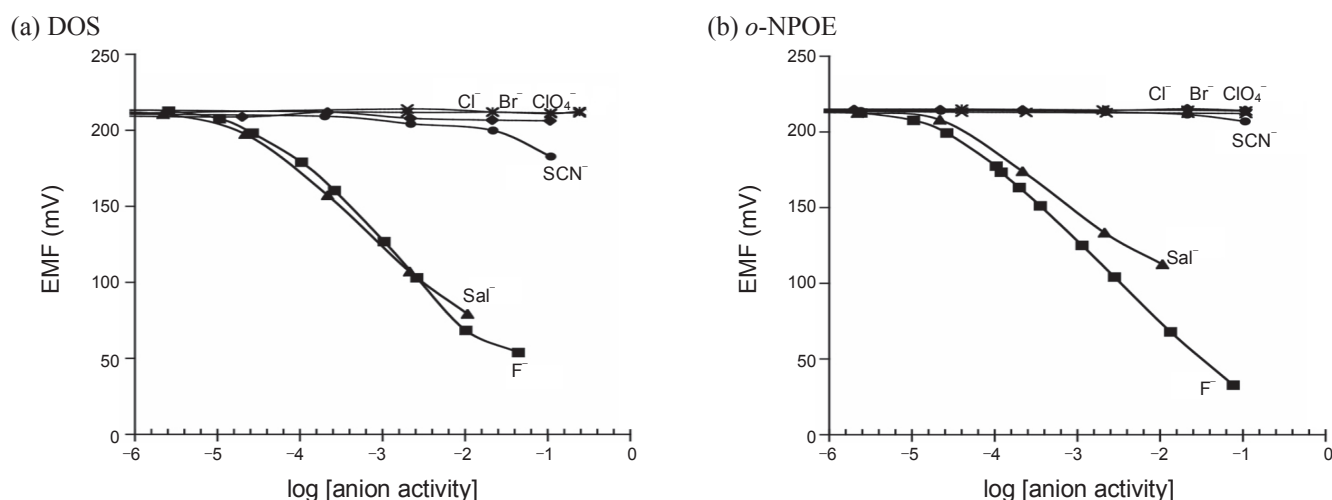 (a) DOS
250
200
150
100
50
0
EMF (mV)
Cl⁻ Br⁻ ClO₄⁻
SCN⁻
Sal⁻
F⁻
−6 −5 −4 −3 −2 −1 0
log [anion activity]
(b) o-NPOE
250
200
150
100
50
0
EMF (mV)
Cl⁻ Br⁻ ClO₄⁻
SCN⁻
Sal⁻
F⁻
−6 −5 −4 −3 −2 −1 0
log [anion activity]